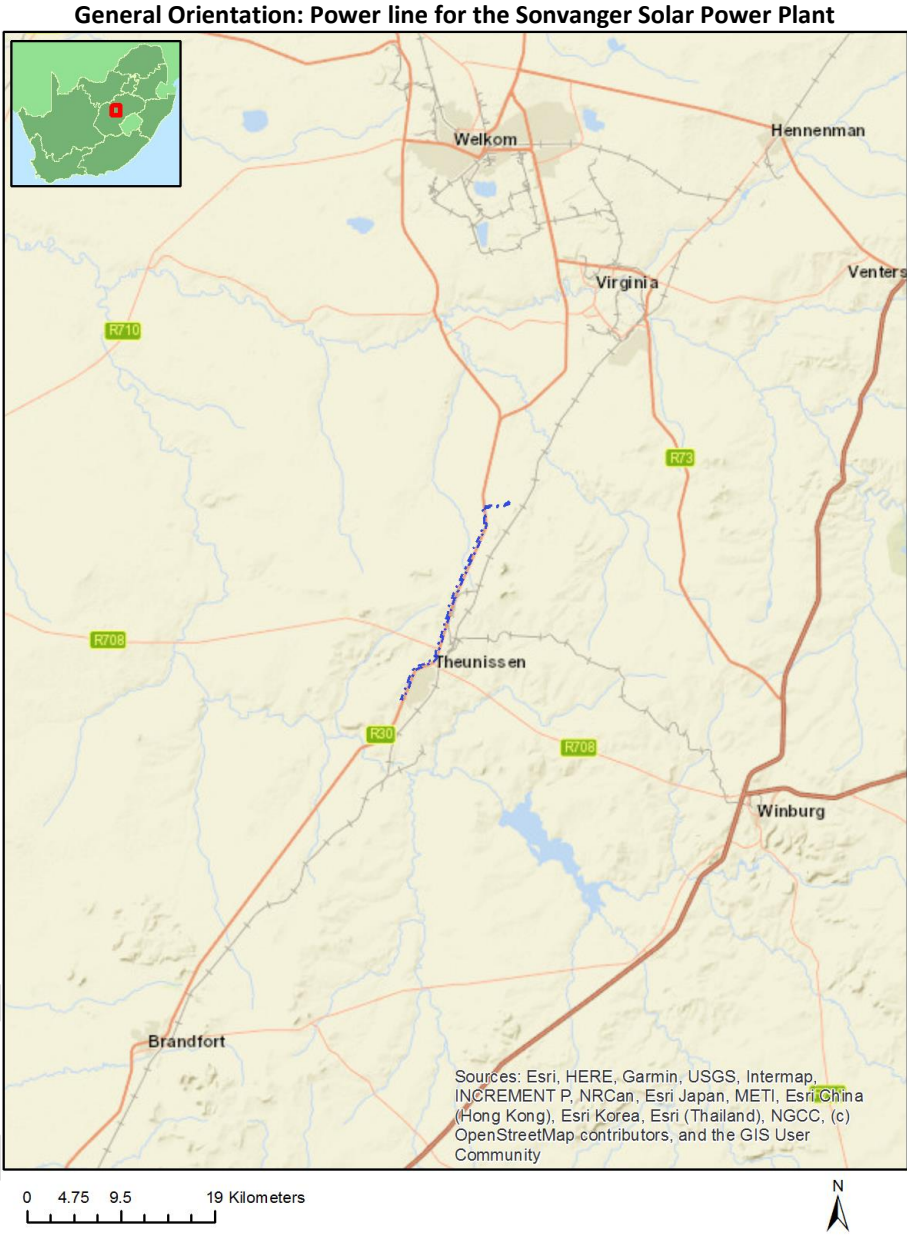 General Orientation: Power line for the Sonvanger Solar Power Plant
Welkom
Hennenman
Virginia
Venters
R710
R73
R708
Theunissen
R30
R708
Winburg
Brandfort
Sources: Esri, HERE, Garmin, USGS, Intermap,
INCREMENT P, NRCan, Esri Japan, METI, Esri China
(Hong Kong), Esri Korea, Esri (Thailand), NGCC, (c)
OpenStreetMap contributors, and the GIS User
Community
0 4.75 9.5 19 Kilometers
N